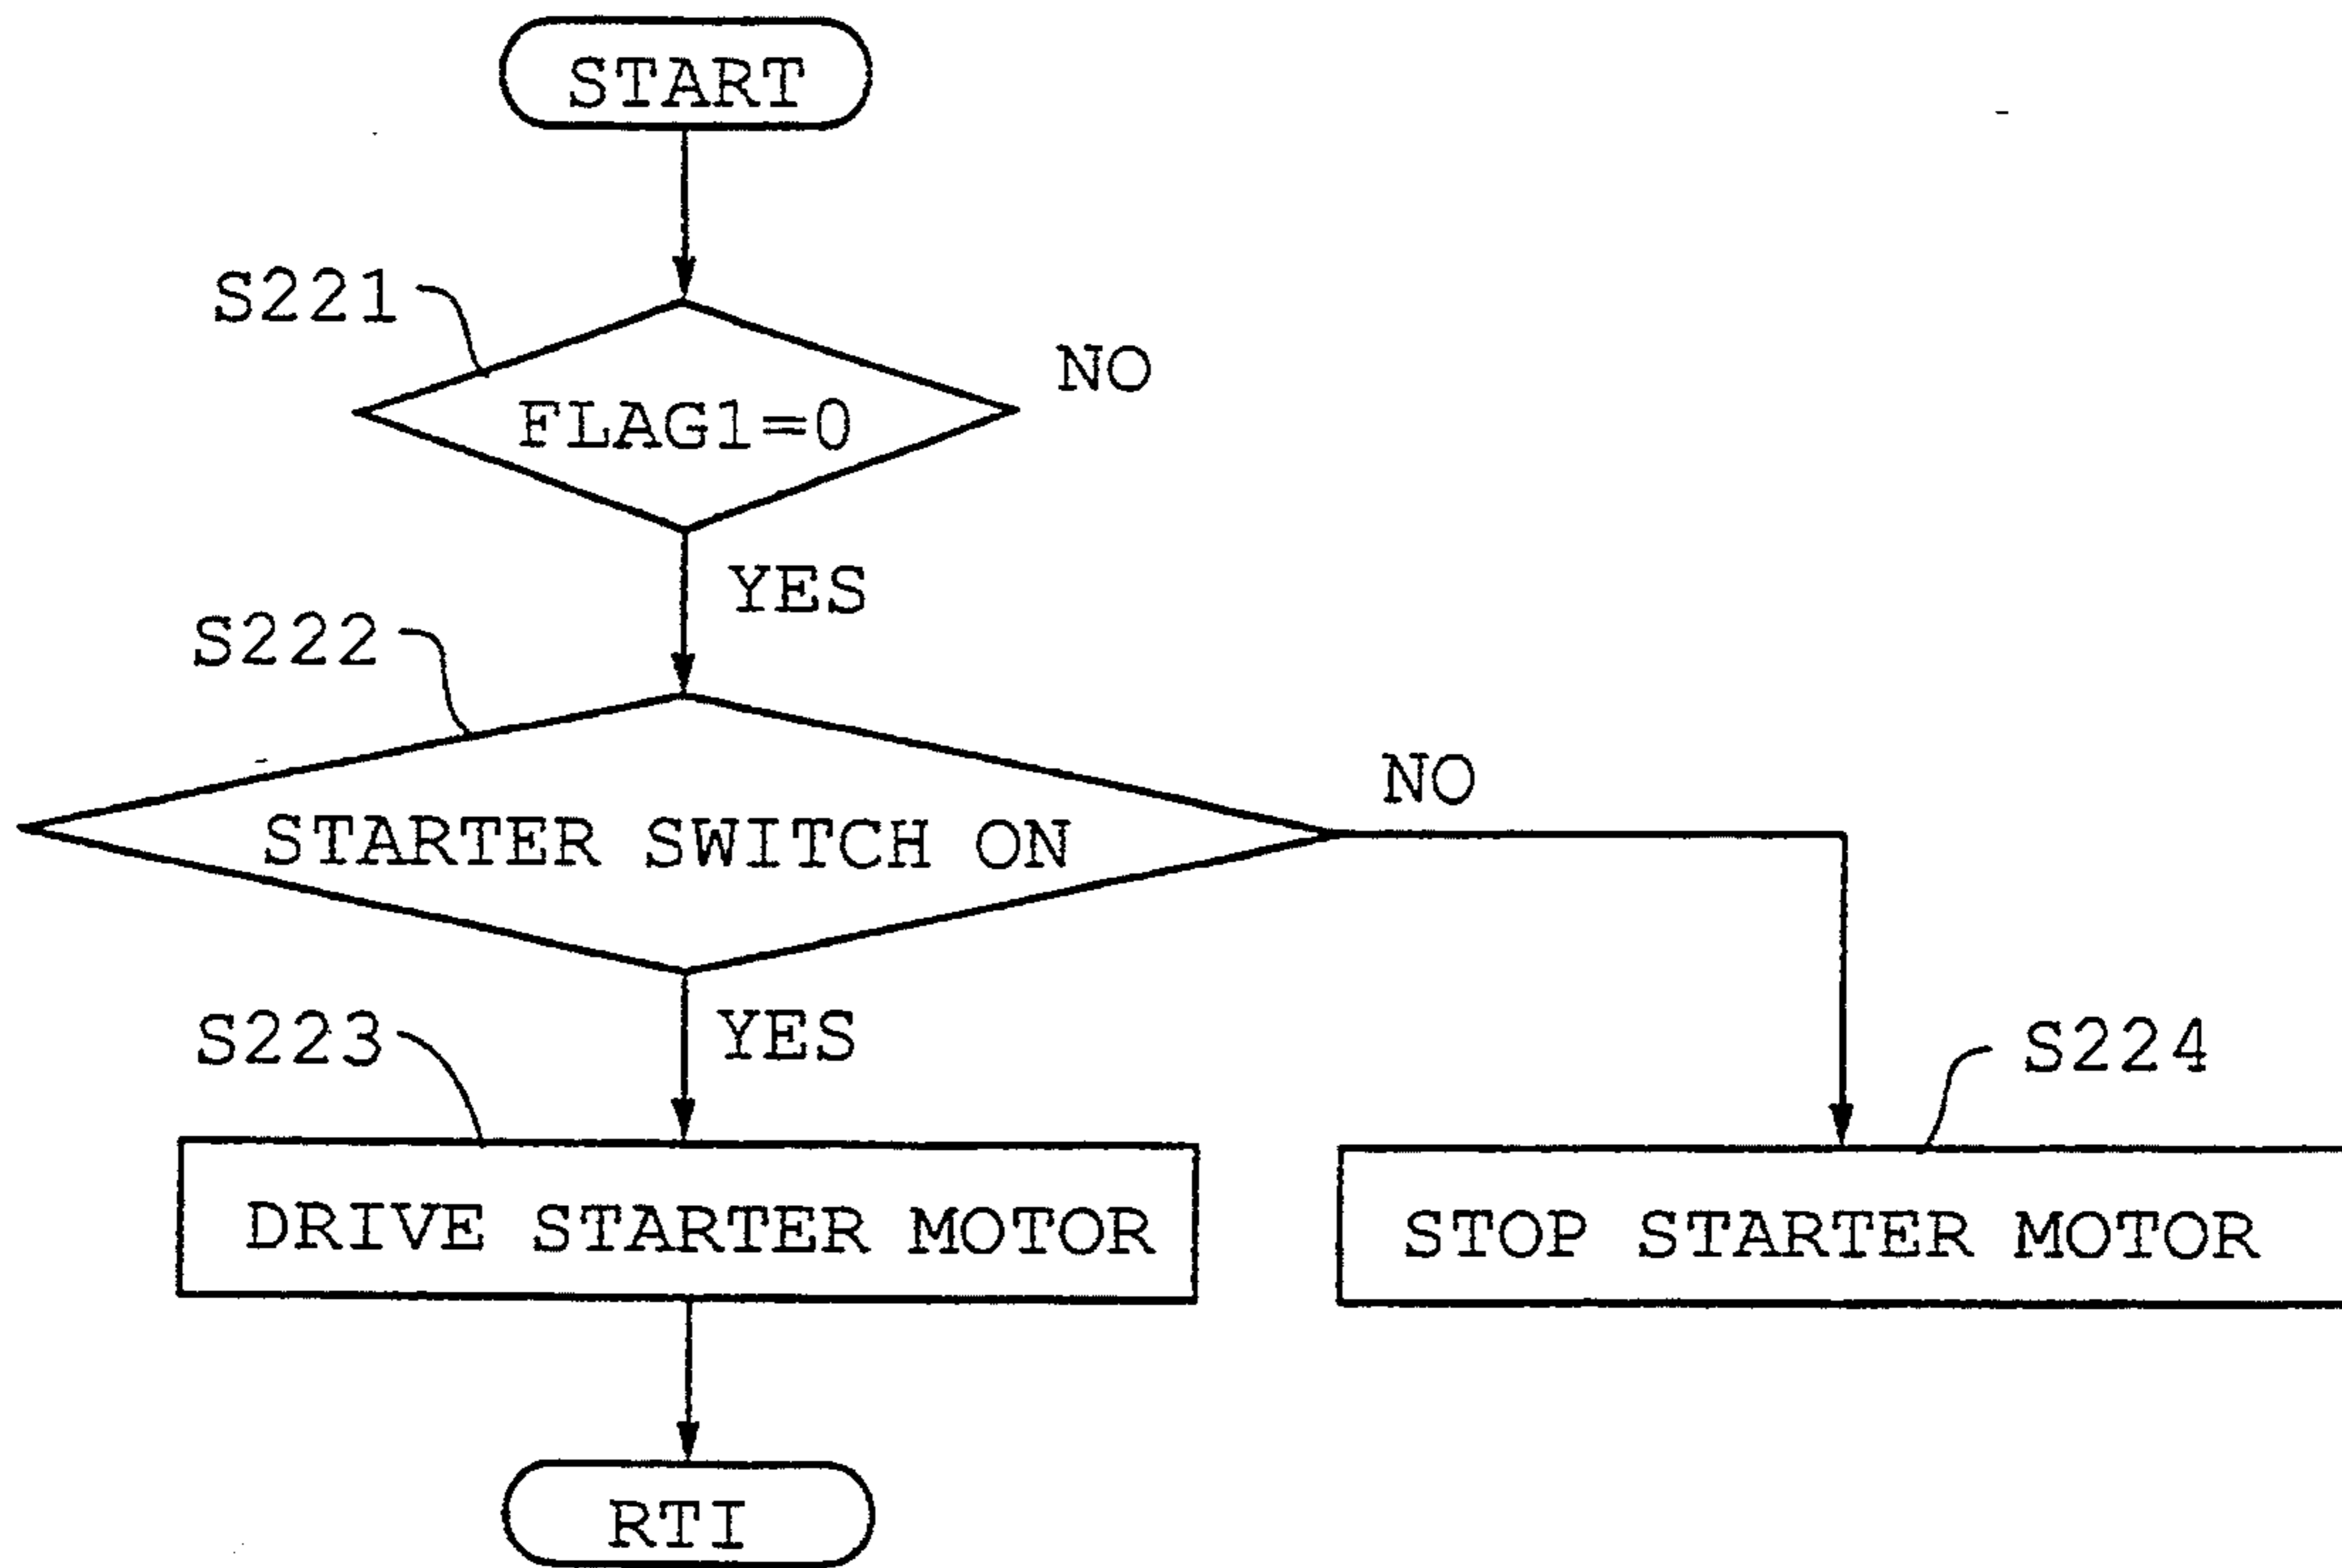 START
S221
NO
FLAG1=0
YES
S222
NO
STARTER SWITCH ON
S223
YES
S224
DRIVE STARTER MOTOR
STOP STARTER MOTOR
RTI